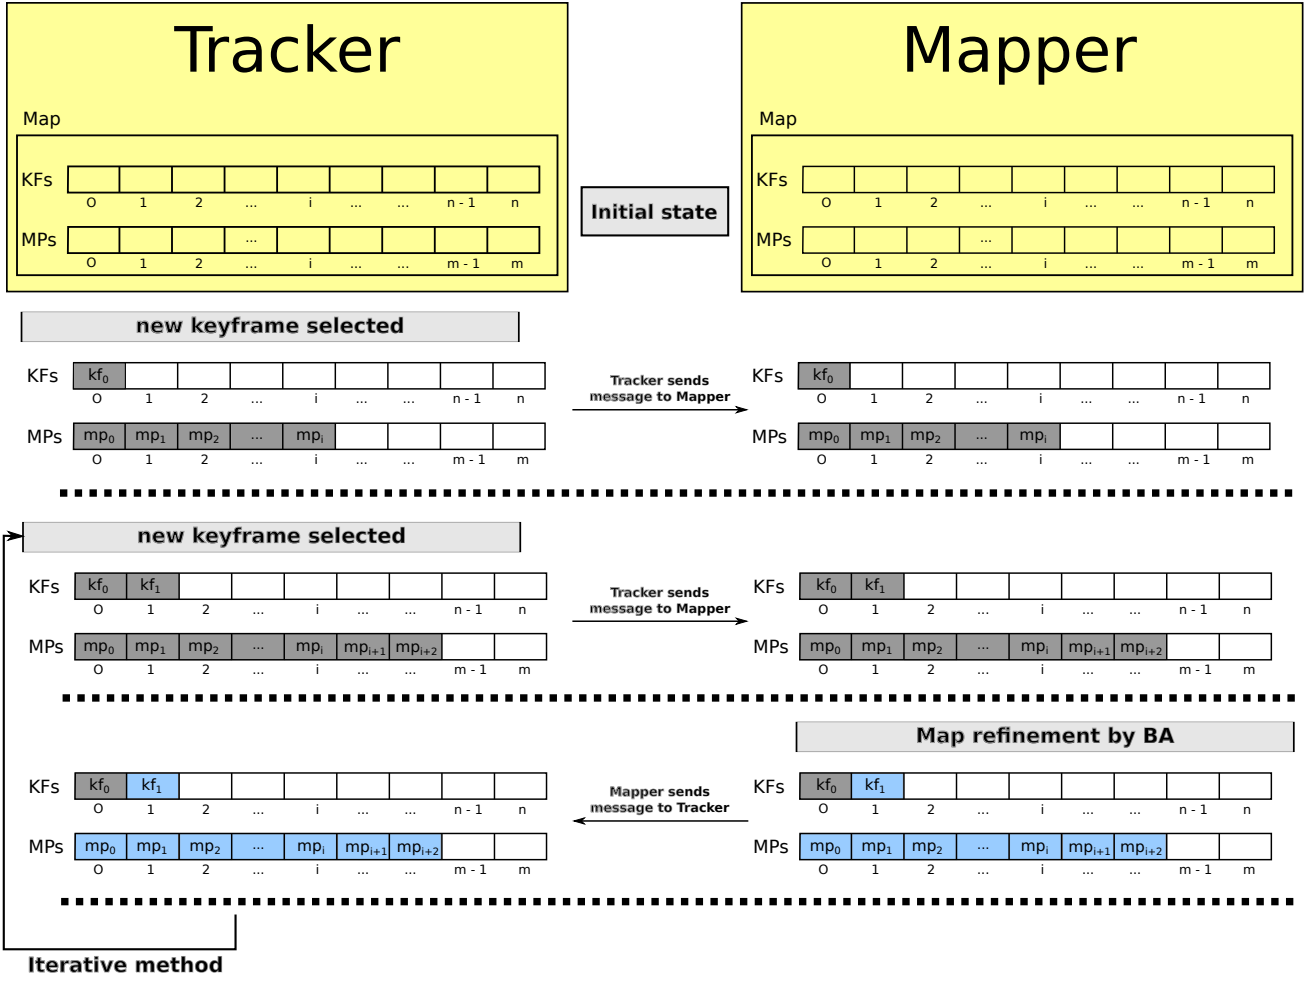 Tracker Mapper
Map Map
KFs KFs
O 1 2 ... i ... ... n - 1 n O 1 2 ... i ... ... n - 1 n
Initial state
MPs ... MPs ...
O 1 2 ... i ... ... m - 1 m O 1 2 ... i ... ... m - 1 m
new keyframe selected
KFs kf0 KFs kf0
O 1 2 ... i ... ... n - 1 n O 1 2 ... i ... ... n - 1 n
Tracker sends
message to Mapper
MPs mp0 mp1 mp2 ... mpi MPs mp0 mp1 mp2 ... mpi
O 1 2 ... i ... ... m - 1 m O 1 2 ... i ... ... m - 1 m
new keyframe selected
KFs kf0 kf1 KFs kf0 kf1
O 1 2 ... i ... ... n - 1 n O 1 2 ... i ... ... n - 1 n
Tracker sends
message to Mapper
MPs mp0 mp1 mp2 ... mpi mpi+1 mpi+2 MPs mp0 mp1 mp2 ... mpi mpi+1 mpi+2
O 1 2 ... i ... ... m - 1 m O 1 2 ... i ... ... m - 1 m
Map refinement by BA
KFs kf0 kf1 KFs kf0 kf1
O 1 2 ... i ... ... n - 1 n O 1 2 ... i ... ... n - 1 n
Mapper sends
message to Tracker
MPs mp0 mp1 mp2 ... mpi mpi+1 mpi+2 MPs mp0 mp1 mp2 ... mpi mpi+1 mpi+2
O 1 2 ... i ... ... m - 1 m O 1 2 ... i ... ... m - 1 m
Iterative method